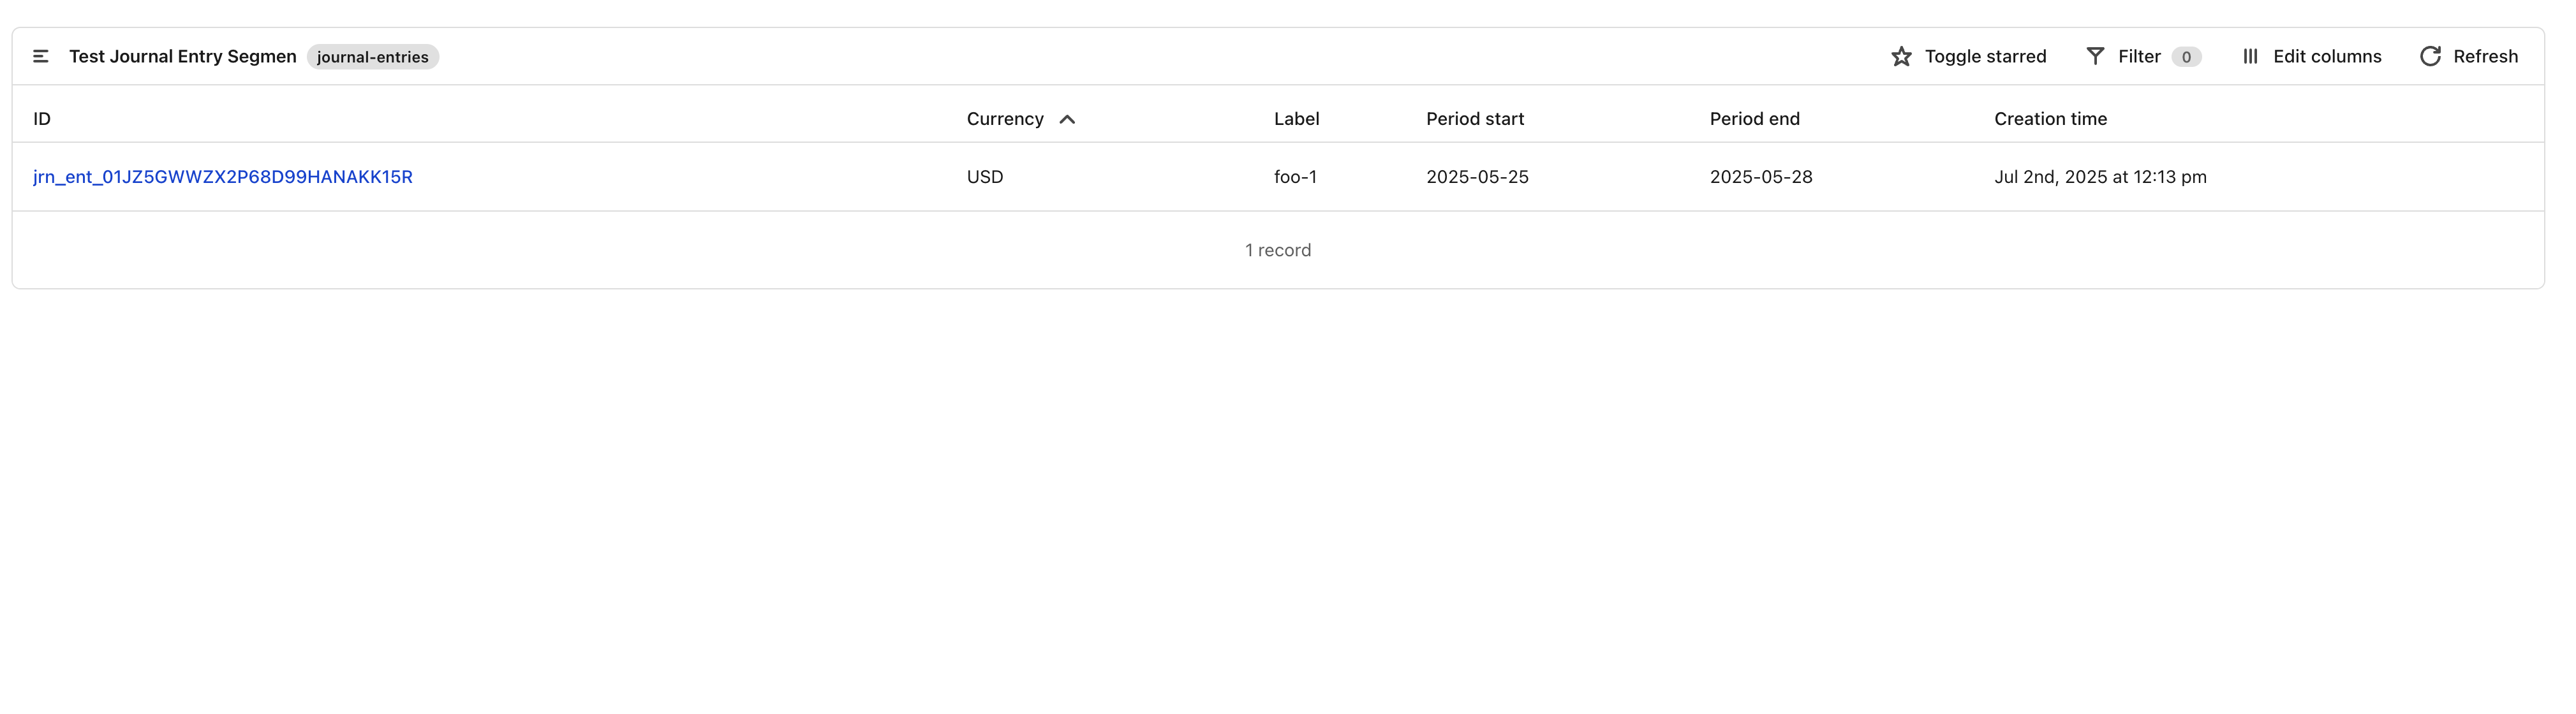 Test Journal Entry Segmen journal-entries Toggle starred Filter 0 Edit columns Refresh
ID Currency Label Period start Period end Creation time
jrn_ent_01JZ5GWWZX2P68D99HANAKK15R USD foo-1 2025-05-25 2025-05-28 Jul 2nd, 2025 at 12:13 pm
1 record